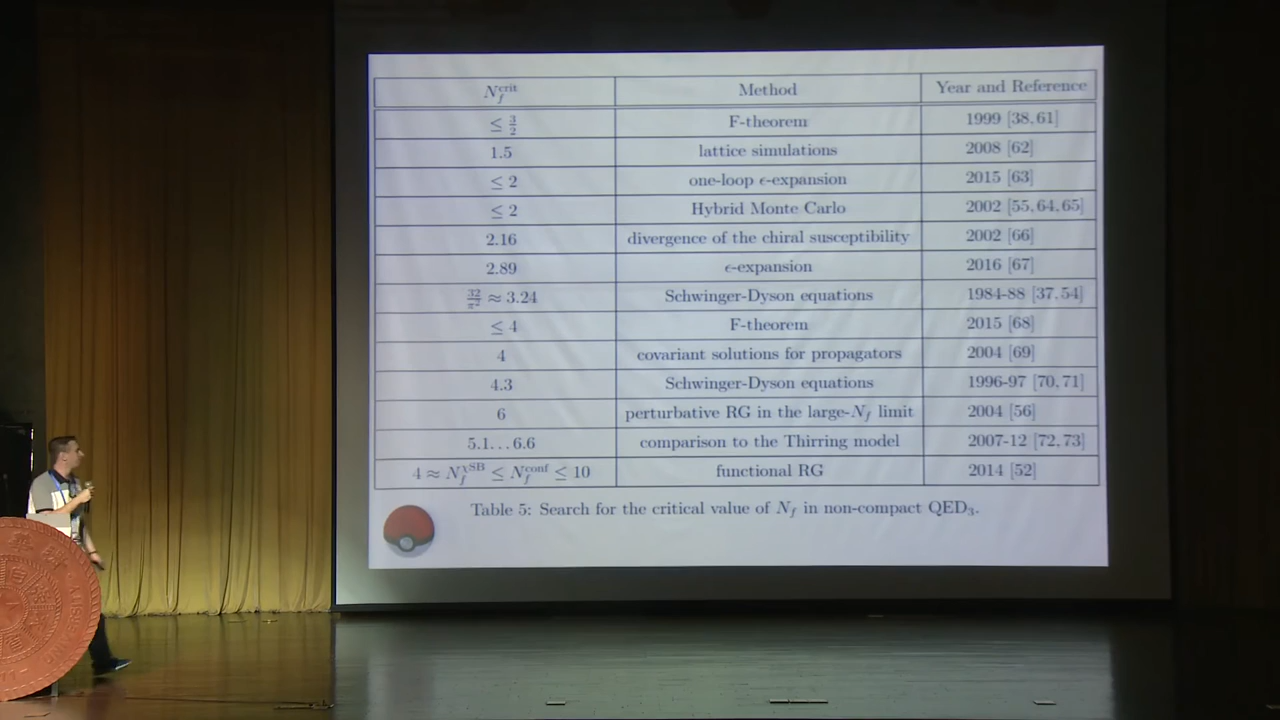 N_f^crit Method Year and Reference
≤ 3/2 F-theorem 1999 [38,61]
1.5 lattice simulations 2008 [62]
≤ 2 one-loop ϵ-expansion 2015 [63]
≤ 2 Hybrid Monte Carlo 2002 [55,64,65]
2.16 divergence of the chiral susceptibility 2002 [66]
2.89 ϵ-expansion 2016 [67]
32/π² ≈ 3.24 Schwinger-Dyson equations 1984-88 [37,54]
≤ 4 F-theorem 2015 [68]
4 covariant solutions for propagators 2004 [69]
4.3 Schwinger-Dyson equations 1996-97 [70,71]
6 perturbative RG in the large-N_f limit 2004 [56]
5.1…6.6 comparison to the Thirring model 2007-12 [72,73]
4 ≈ N_f^χSB ≤ N_f^conf ≤ 10 functional RG 2014 [52]
Table 5: Search for the critical value of N_f in non-compact QED₃.